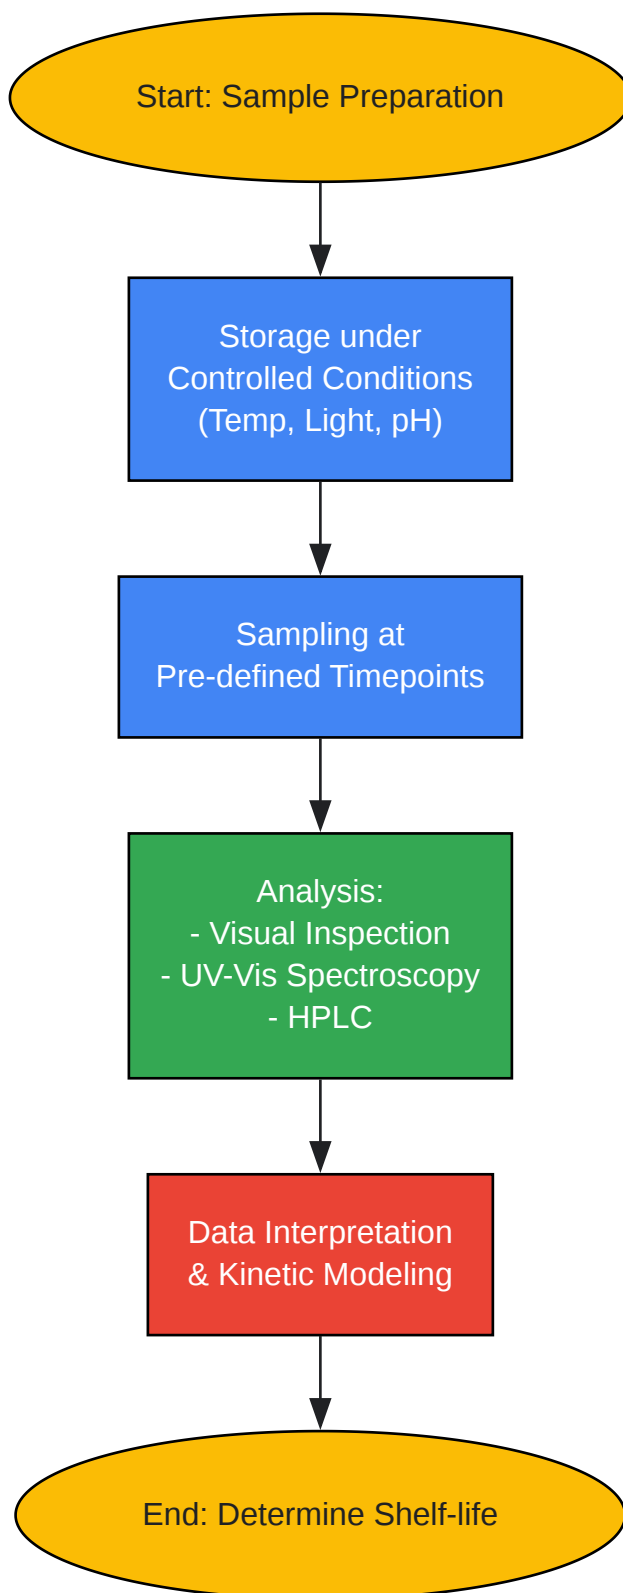 Start: Sample Preparation
Storage under
Controlled Conditions
(Temp, Light, pH)
Sampling at
Pre-defined Timepoints
Analysis:
- Visual Inspection
- UV-Vis Spectroscopy
- HPLC
Data Interpretation
& Kinetic Modeling
End: Determine Shelf-life